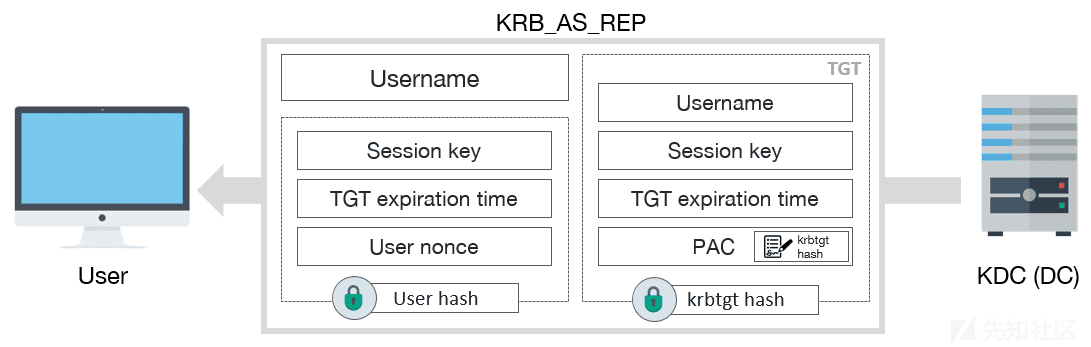 KRB_AS_REP
Username
Session key
TGT expiration time
User nonce
User hash
TGT
Username
Session key
TGT expiration time
PAC
krbtgt
hash
krbtgt hash
User
KDC (DC)
先知社区